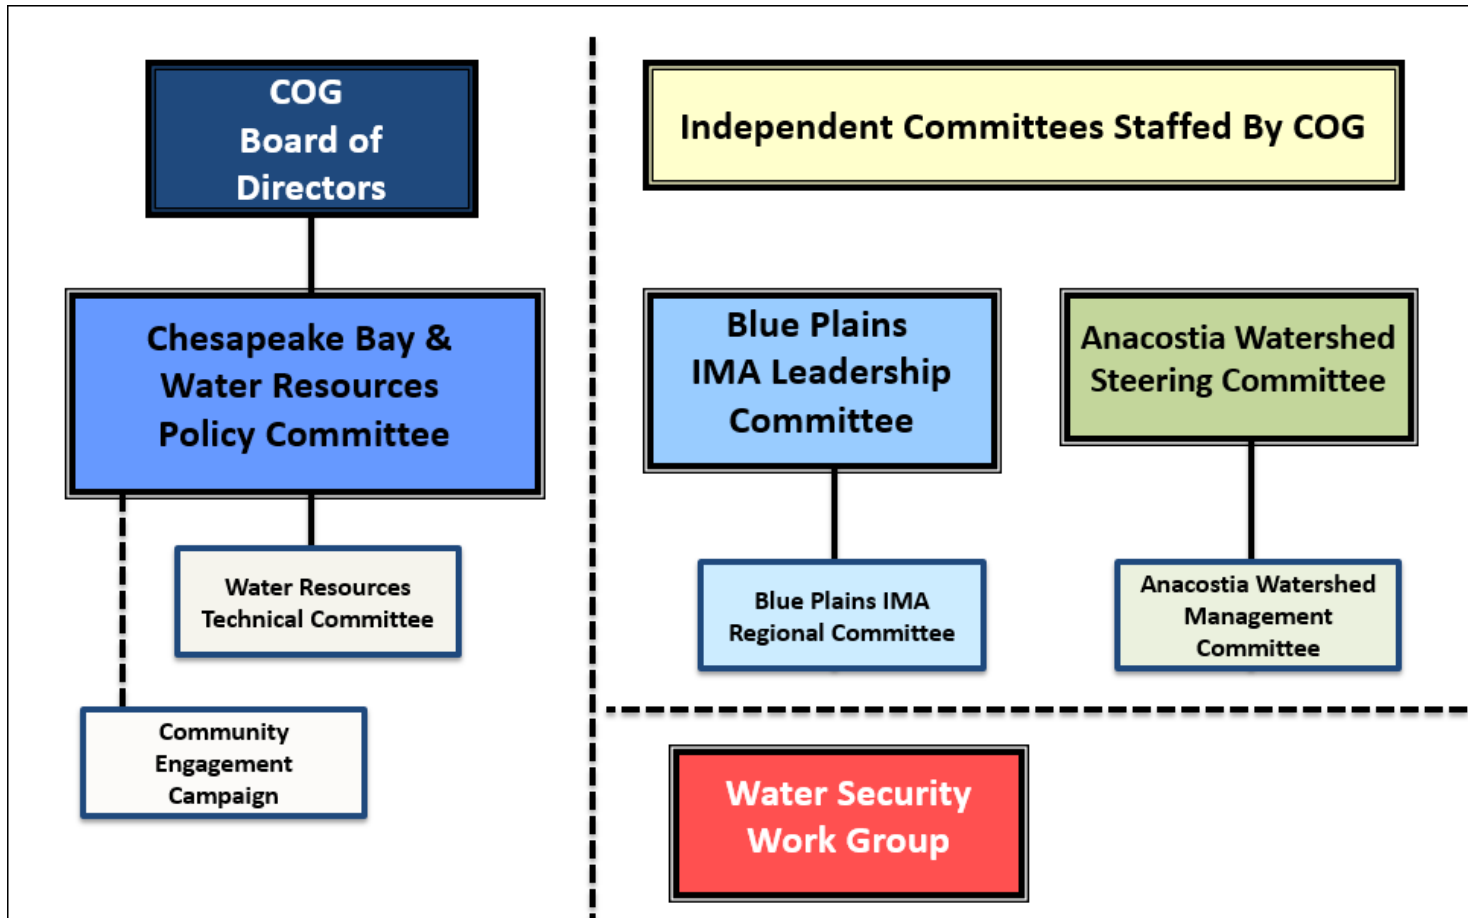 COG
Board of
Directors
Chesapeake Bay &
Water Resources
Policy Committee
Water Resources
Technical Committee
Community
Engagement
Campaign
Independent Committees Staffed By COG
Blue Plains
IMA Leadership
Committee
Anacostia Watershed
Steering Committee
Blue Plains IMA
Regional Committee
Anacostia Watershed
Management
Committee
Water Security
Work Group